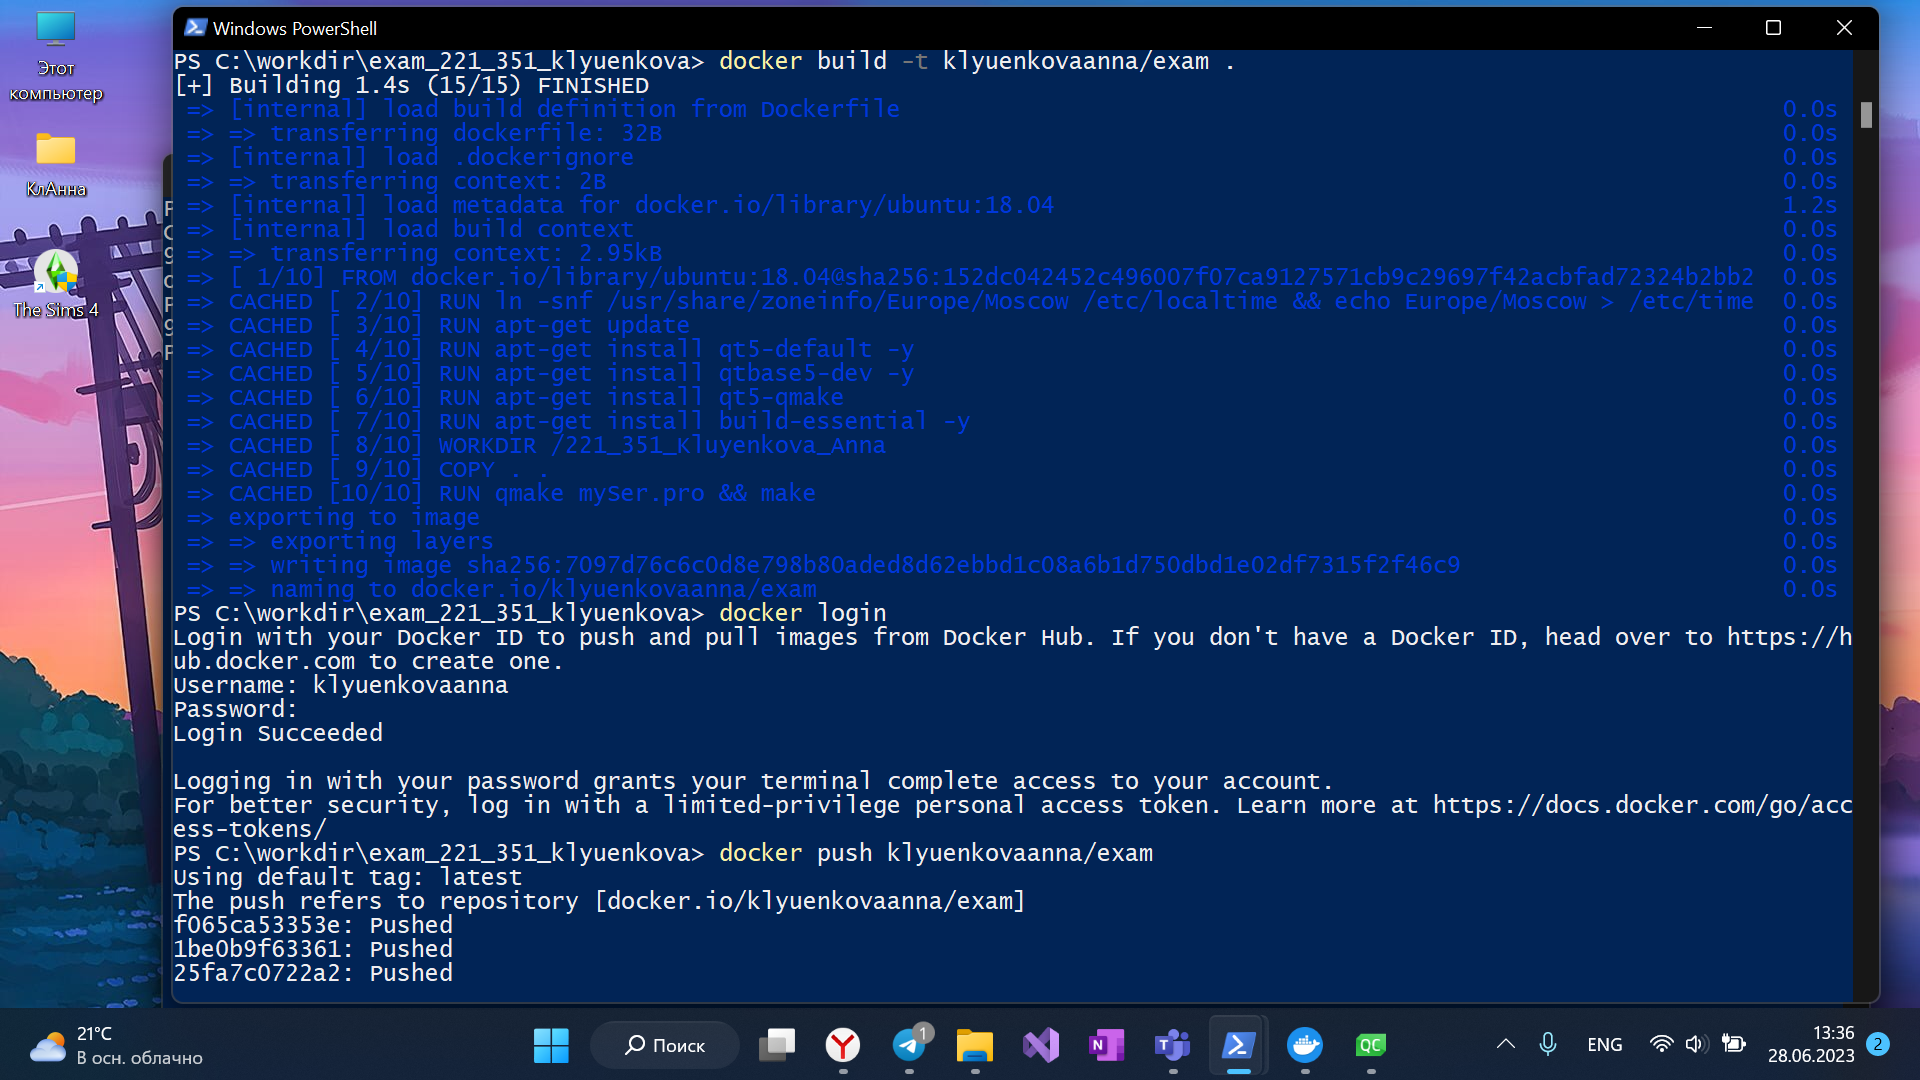 Windows PowerShell
Этот
компьютер
КлАнна
The Sims 4
PS C:\workdir\exam_221_351_klyuenkova> docker build -t klyuenkovaanna/exam .
[+] Building 1.4s (15/15) FINISHED
=> [internal] load build definition from Dockerfile 0.0s
=> => transferring dockerfile: 32B 0.0s
=> [internal] load .dockerignore 0.0s
=> => transferring context: 2B 0.0s
=> [internal] load metadata for docker.io/library/ubuntu:18.04 1.2s
=> [internal] load build context 0.0s
=> => transferring context: 2.95kB 0.0s
=> [ 1/10] FROM docker.io/library/ubuntu:18.04@sha256:152dc042452c496007f07ca9127571cb9c29697f42acbfad72324b2bb2 0.0s
=> CACHED [ 2/10] RUN ln -snf /usr/share/zoneinfo/Europe/Moscow /etc/localtime && echo Europe/Moscow > /etc/time 0.0s
=> CACHED [ 3/10] RUN apt-get update 0.0s
=> CACHED [ 4/10] RUN apt-get install qt5-default -y 0.0s
=> CACHED [ 5/10] RUN apt-get install qtbase5-dev -y 0.0s
=> CACHED [ 6/10] RUN apt-get install qt5-qmake 0.0s
=> CACHED [ 7/10] RUN apt-get install build-essential -y 0.0s
=> CACHED [ 8/10] WORKDIR /221_351_Kluyenkova_Anna 0.0s
=> CACHED [ 9/10] COPY . . 0.0s
=> CACHED [10/10] RUN qmake mySer.pro && make 0.0s
=> exporting to image 0.0s
=> => exporting layers 0.0s
=> => writing image sha256:7097d76c6c0d8e798b80aded8d62ebbd1c08a6b1d750dbd1e02df7315f2f46c9 0.0s
=> => naming to docker.io/klyuenkovaanna/exam 0.0s
PS C:\workdir\exam_221_351_klyuenkova> docker login
Login with your Docker ID to push and pull images from Docker Hub. If you don't have a Docker ID, head over to https://h
ub.docker.com to create one.
Username: klyuenkovaanna
Password:
Login Succeeded
Logging in with your password grants your terminal complete access to your account.
For better security, log in with a limited-privilege personal access token. Learn more at https://docs.docker.com/go/acc
ess-tokens/
PS C:\workdir\exam_221_351_klyuenkova> docker push klyuenkovaanna/exam
Using default tag: latest
The push refers to repository [docker.io/klyuenkovaanna/exam]
f065ca53353e: Pushed
1be0b9f63361: Pushed
25fa7c0722a2: Pushed
21°C
В осн. облачно
Поиск
1
QC
ENG
13:36
28.06.2023
2